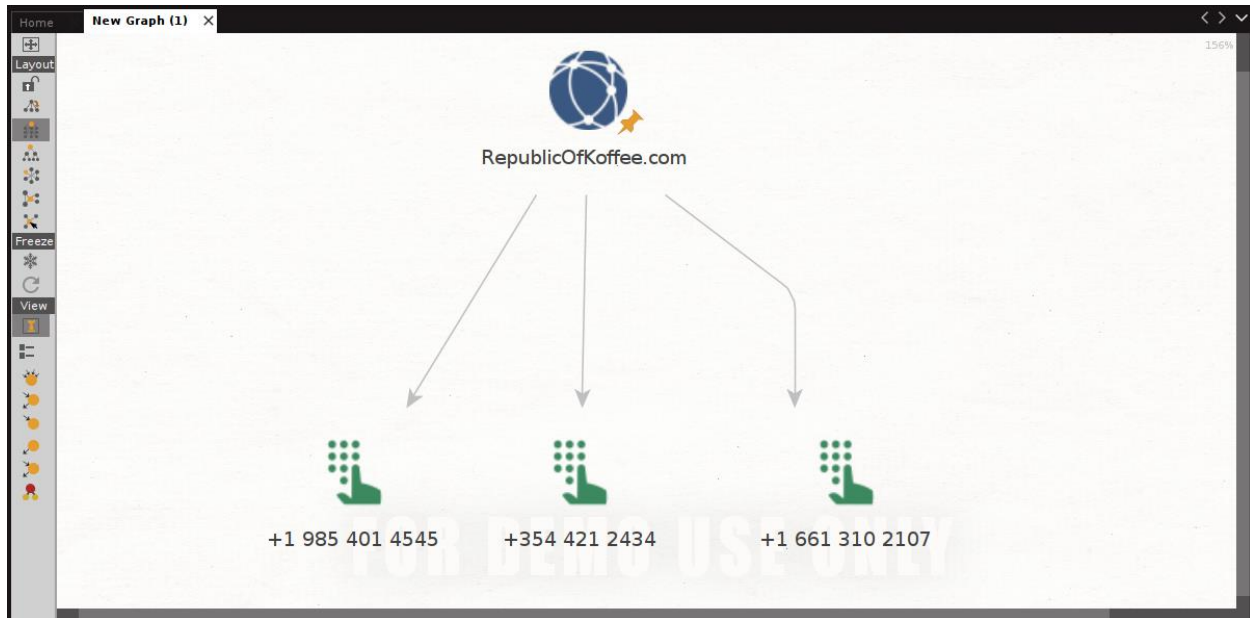 Home New Graph (1)
156%
Layout
RepublicOfKoffee.com
Freeze
View
+1 985 401 4545 +354 421 2434 +1 661 310 2107
FOR DEMO USE ONLY